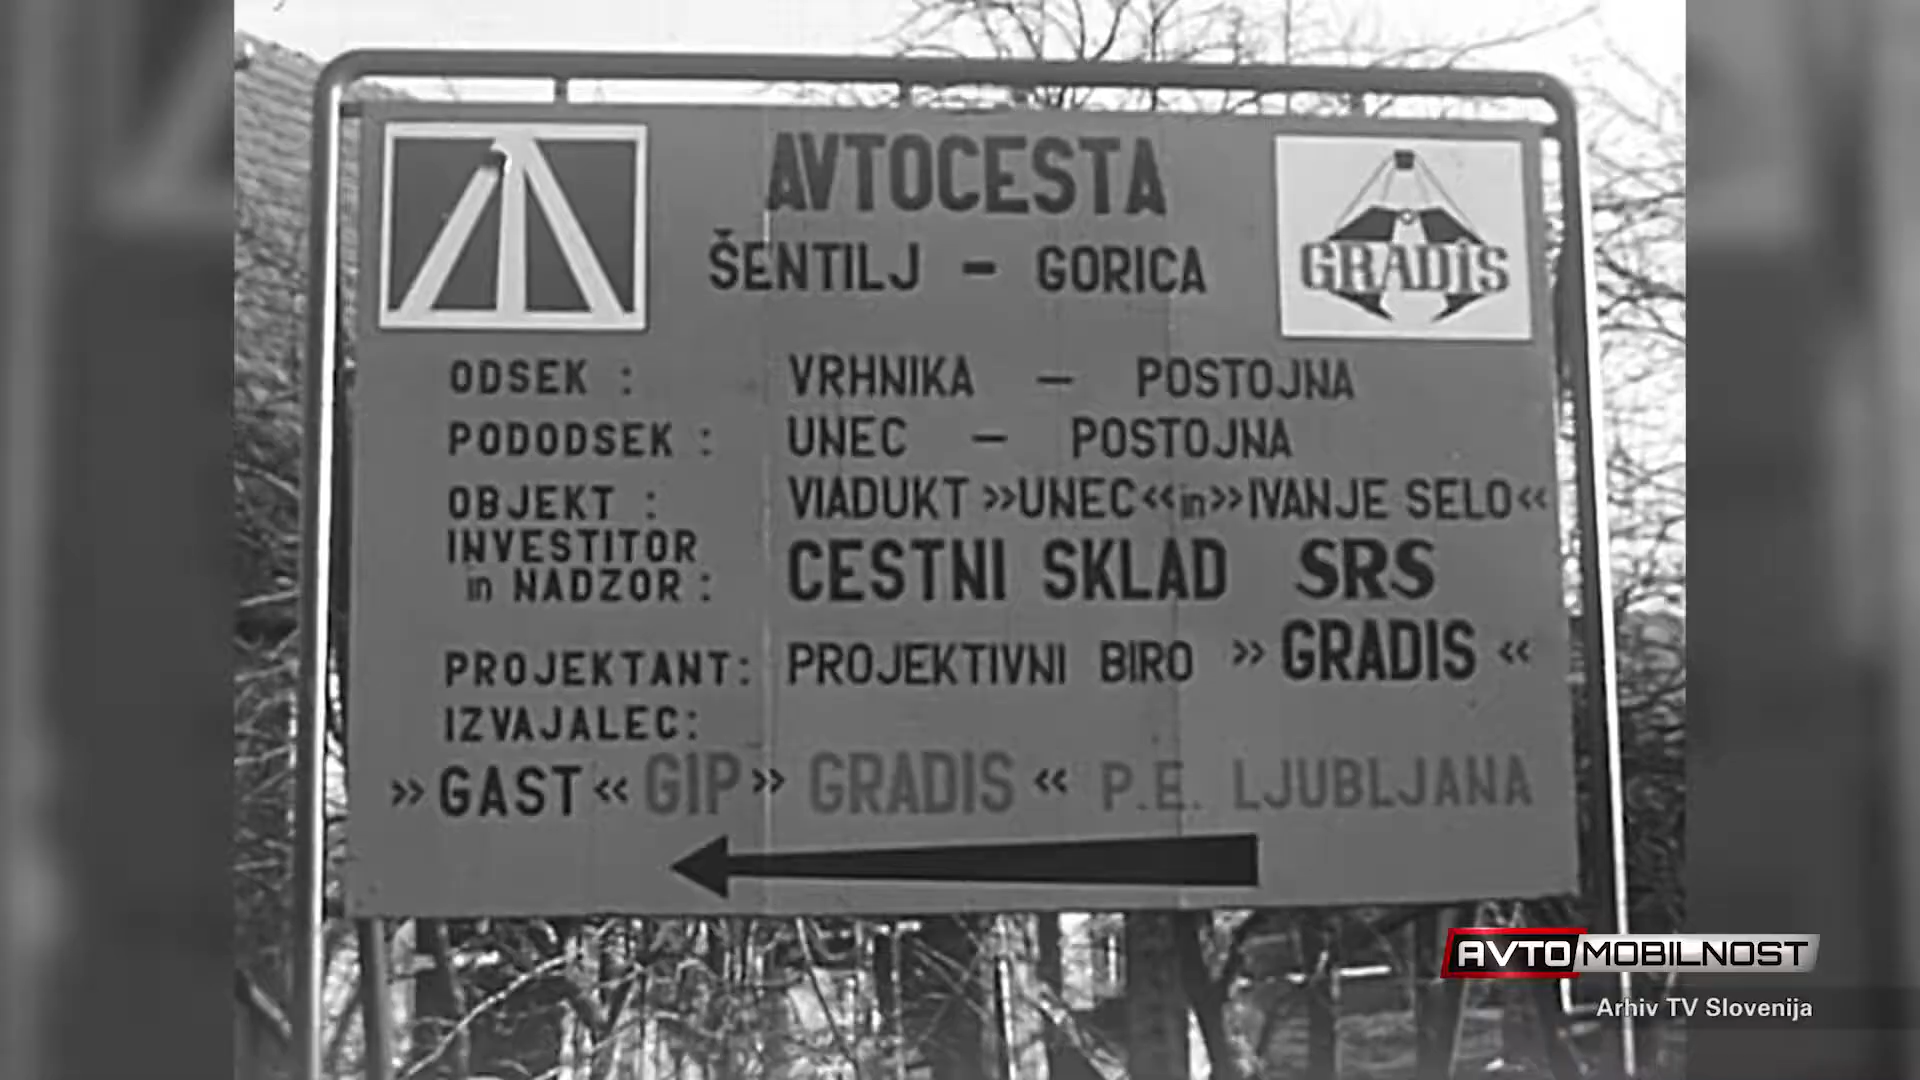 AVTOCESTA
ŠENTILJ - GORICA
GRADIS
ODSEK : VRHNIKA — POSTOJNA
PODODSEK : UNEC — POSTOJNA
OBJEKT : VIADUKT »UNEC« in »IVANJE SELO«
INVESTITOR
in NADZOR : CESTNI SKLAD SRS
PROJEKTANT: PROJEKTIVNI BIRO »GRADIS«
IZVAJALEC:
»GAST« GIP »GRADIS« P.E. LJUBLJANA
AVTOMOBILNOST
Arhiv TV Slovenija